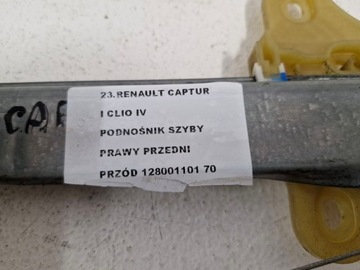 23.RENAULT CAPTUR
I CLIO IV
PODNOŚNIK SZYBY
PRAWY PRZEDNI
PRZÓD 128001101 70